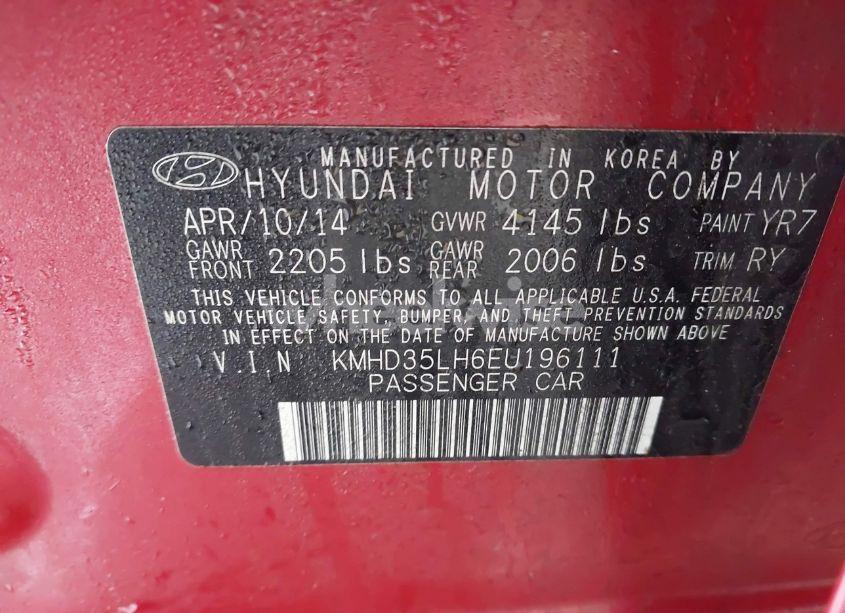 MANUFACTURED IN KOREA BY
HYUNDAI MOTOR COMPANY
APR/10/14 GVWR 4145 lbs PAINT YR7
GAWR FRONT 2205 lbs GAWR REAR 2006 lbs TRIM RY
THIS VEHICLE CONFORMS TO ALL APPLICABLE U.S.A. FEDERAL
MOTOR VEHICLE SAFETY, BUMPER, AND THEFT PREVENTION STANDARDS
IN EFFECT ON THE DATE OF MANUFACTURE SHOWN ABOVE
V.I.N KMHD35LH6EU196111
PASSENGER CAR